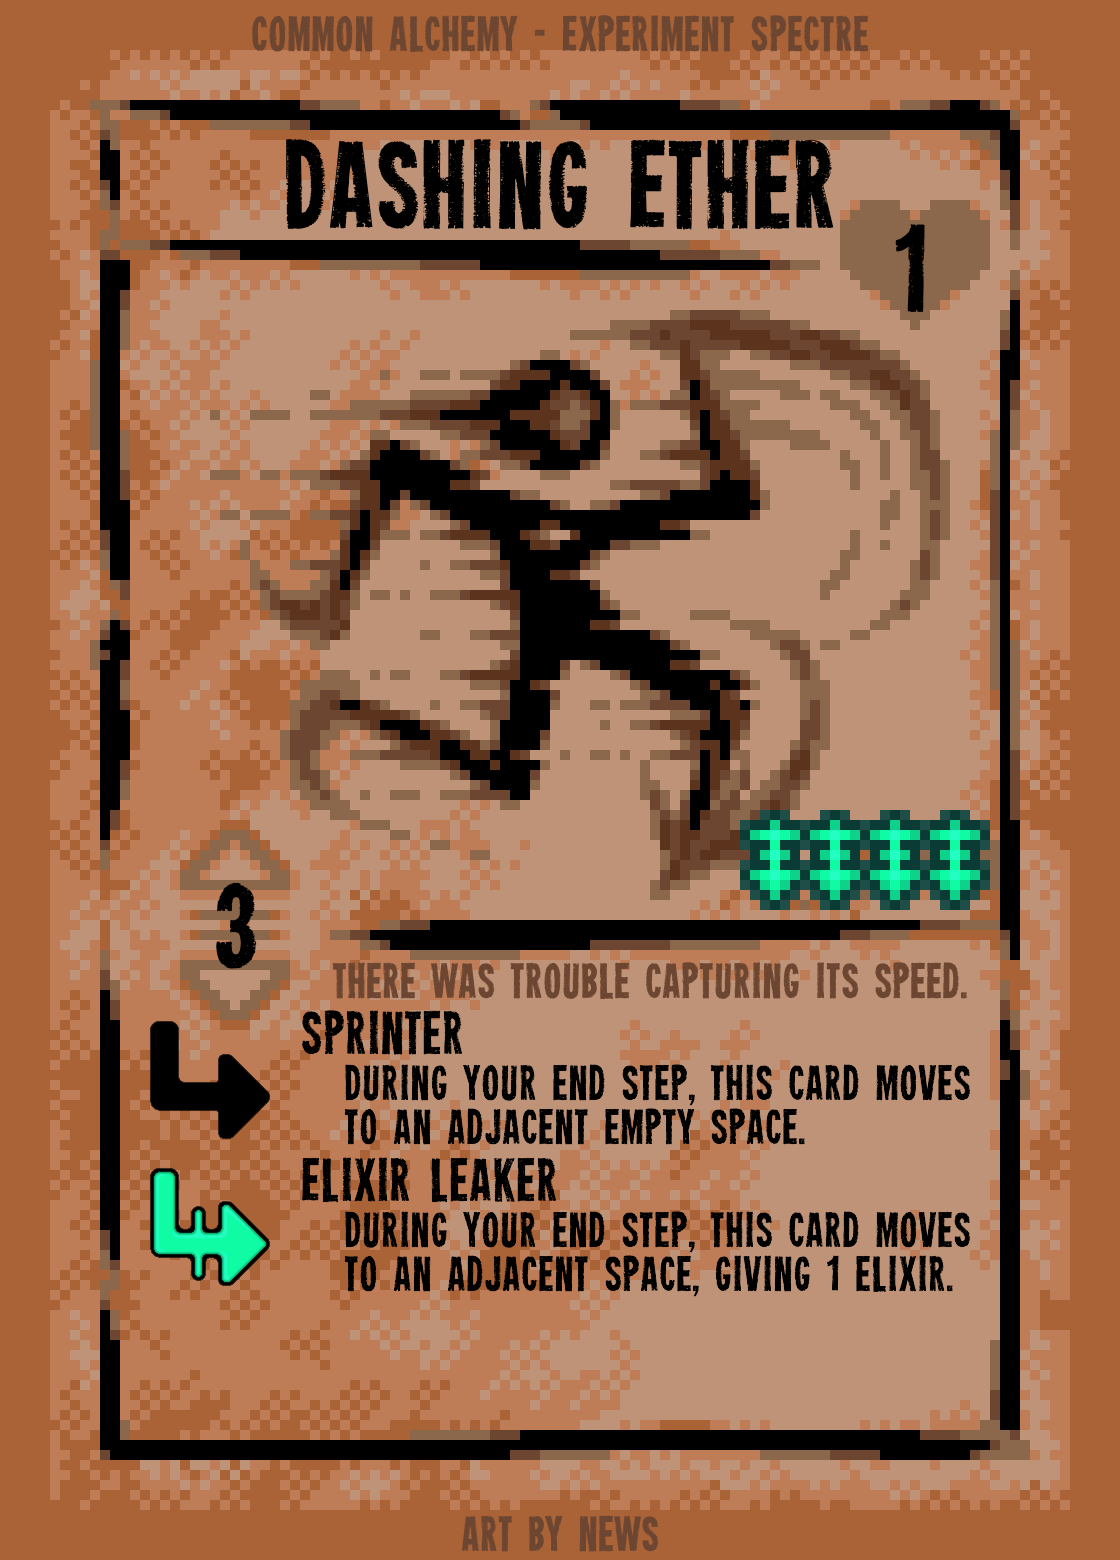 COMMON ALCHEMY - EXPERIMENT SPECTRE
DASHING ETHER
1
3
THERE WAS TROUBLE CAPTURING ITS SPEED.
SPRINTER
DURING YOUR END STEP, THIS CARD MOVES
TO AN ADJACENT EMPTY SPACE.
ELIXIR LEAKER
DURING YOUR END STEP, THIS CARD MOVES
TO AN ADJACENT SPACE, GIVING 1 ELIXIR.
ART BY NEWS